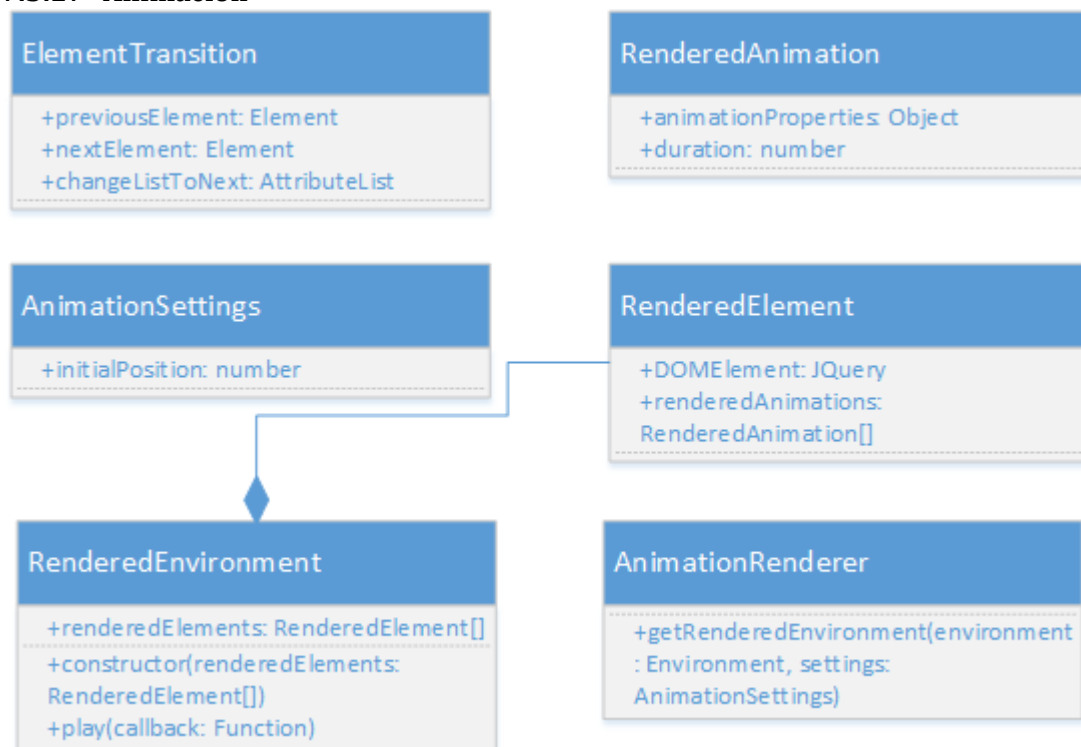 ElementTransition
+previousElement: Element
+nextElement: Element
+changeListToNext: AttributeList
RenderedAnimation
+animationProperties: Object
+duration: number
AnimationSettings
+initialPosition: number
RenderedElement
+DOMElement: JQuery
+renderedAnimations:
RenderedAnimation[]
RenderedEnvironment
+renderedElements: RenderedElement[]
+constructor(renderedElements:
RenderedElement[])
+play(callback: Function)
AnimationRenderer
+getRenderedEnvironment(environment
: Environment, settings:
AnimationSettings)